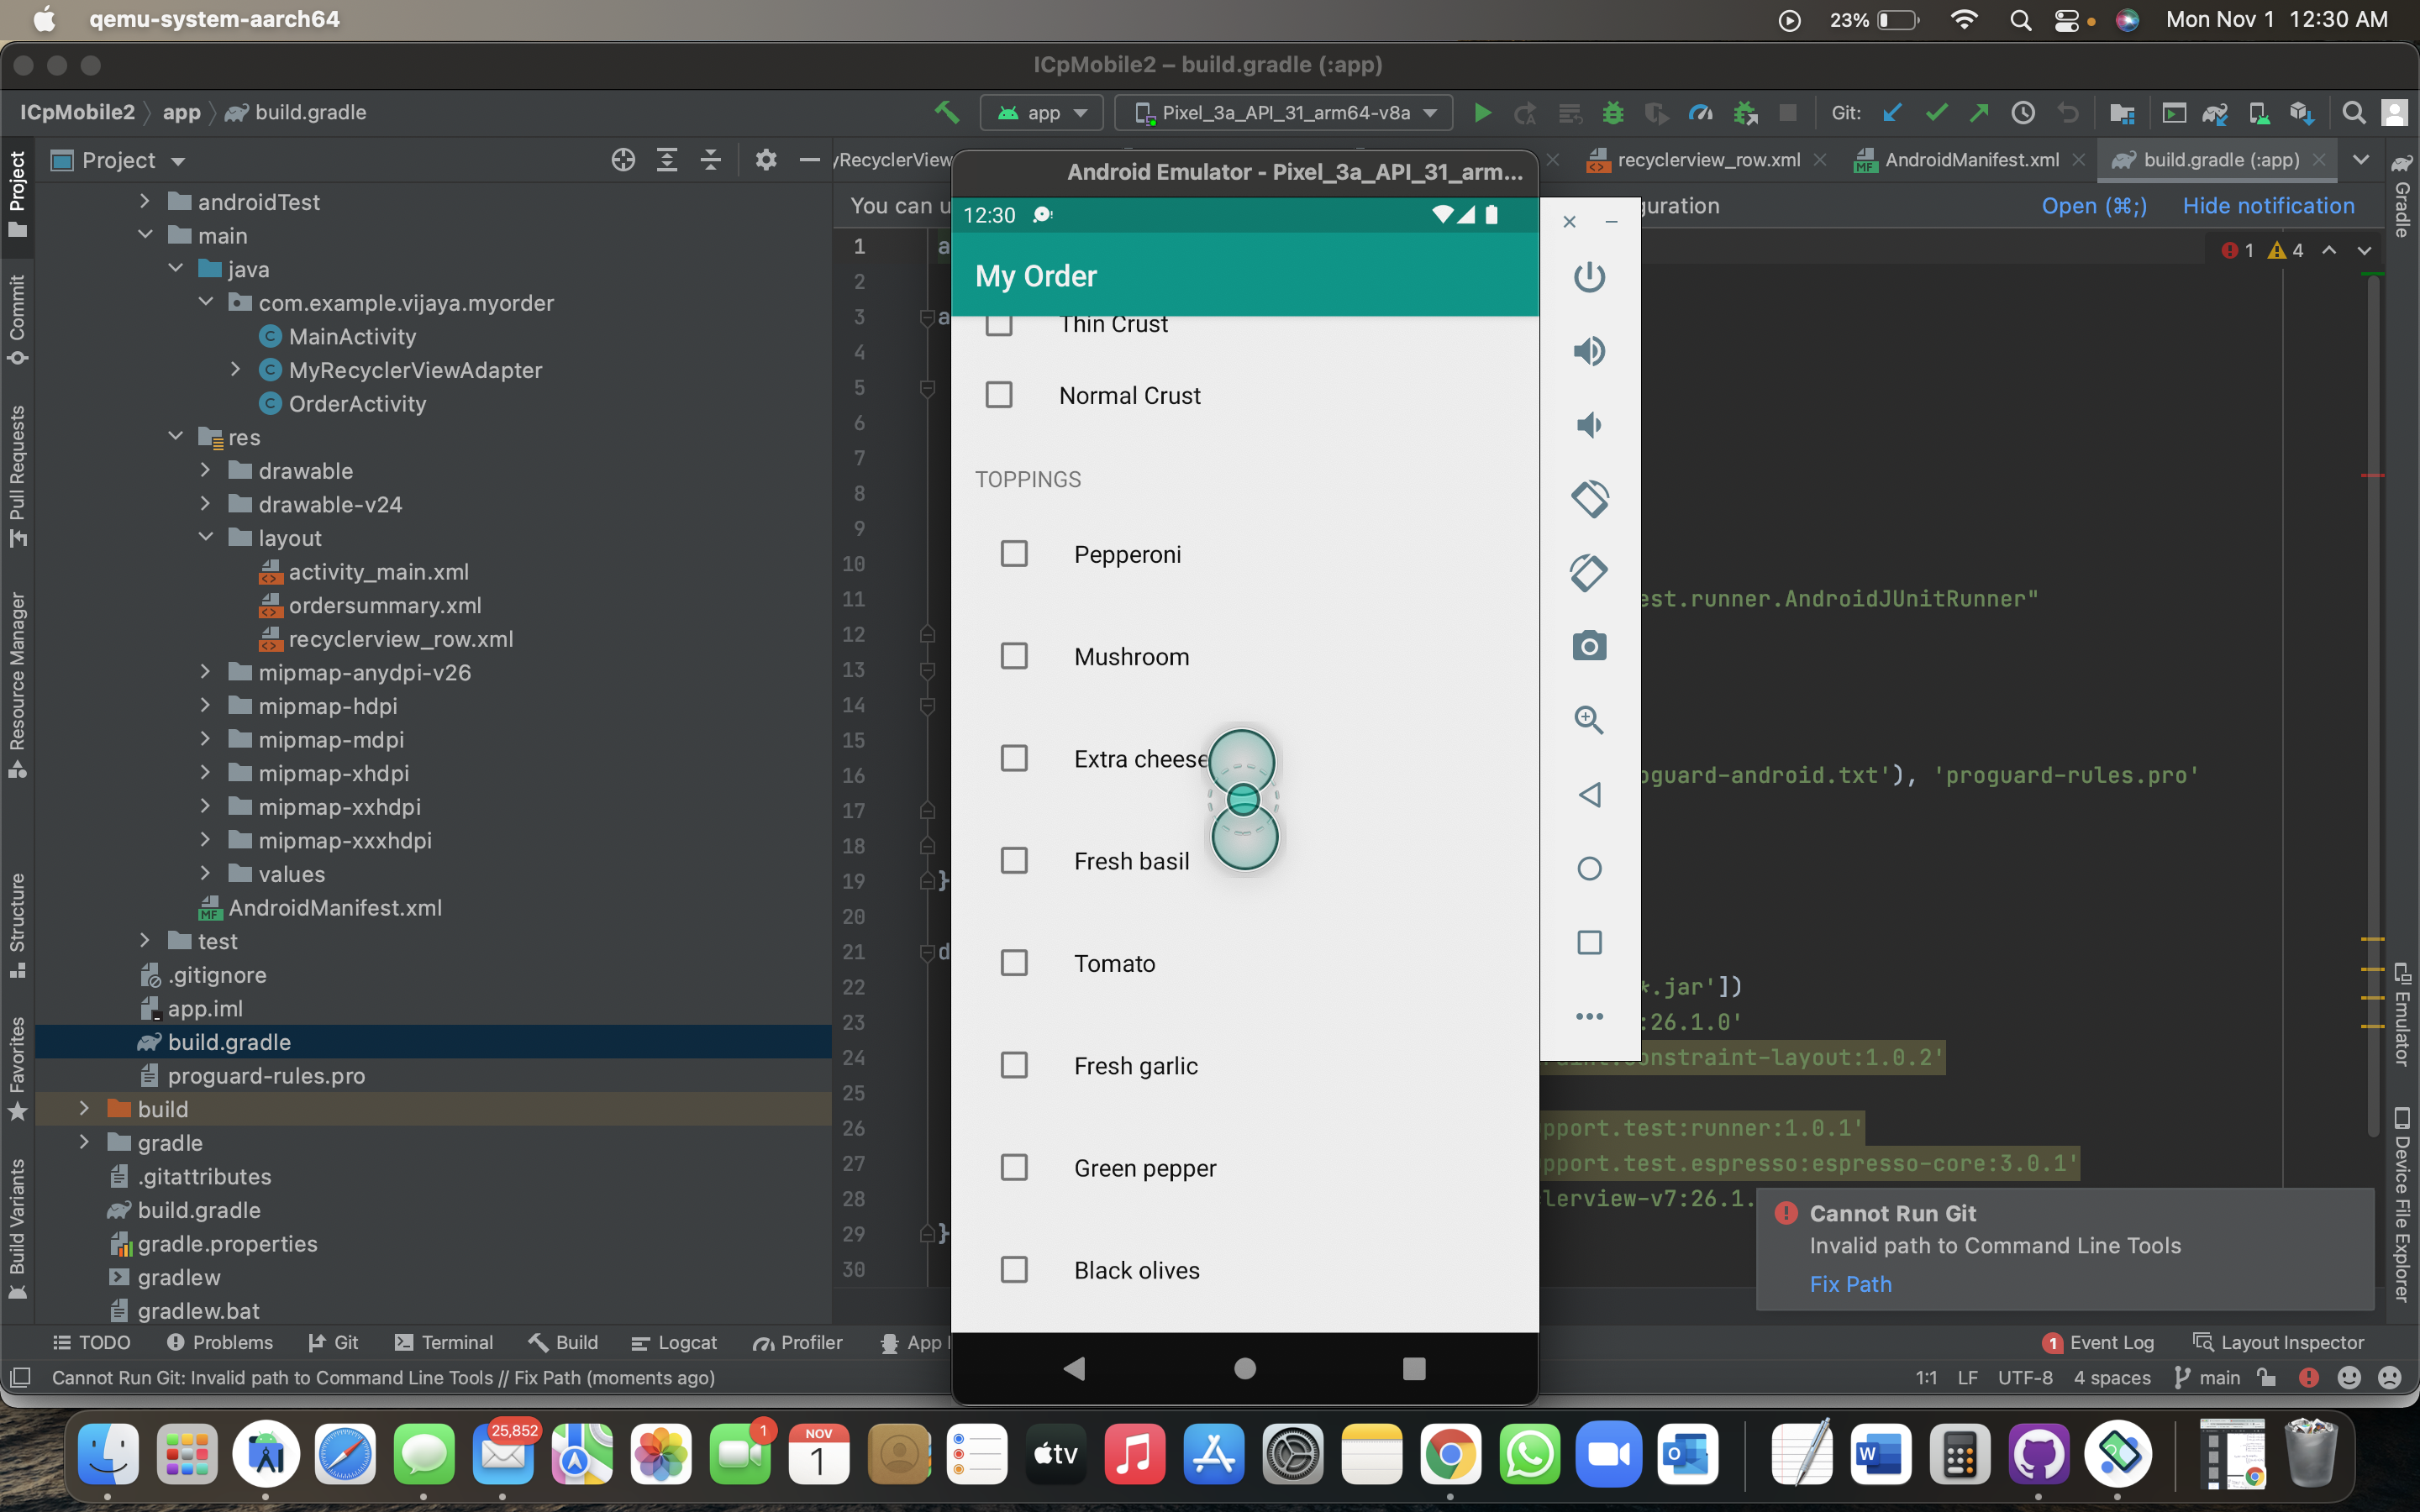 qemu-system-aarch64
23%
Mon Nov 1 12:30 AM
ICpMobile2 – build.gradle (:app)
ICpMobile2 app build.gradle
app
Pixel_3a_API_31_arm64-v8a
Git:
Project
yRecyclerView
recyclerview_row.xml
AndroidManifest.xml
build.gradle (:app)
You can u
guration
Open (⌘;)
Hide notification
1
4
androidTest
main
java
com.example.vijaya.myorder
MainActivity
MyRecyclerViewAdapter
OrderActivity
res
drawable
drawable-v24
layout
activity_main.xml
ordersummary.xml
recyclerview_row.xml
mipmap-anydpi-v26
mipmap-hdpi
mipmap-mdpi
mipmap-xhdpi
mipmap-xxhdpi
mipmap-xxxhdpi
values
AndroidManifest.xml
test
.gitignore
app.iml
build.gradle
proguard-rules.pro
build
gradle
.gitattributes
build.gradle
gradle.properties
gradlew
gradlew.bat
Project
Commit
Pull Requests
Resource Manager
Structure
Favorites
Build Variants
1 a
2
3 a
4
5
6
7
8
9
10
11
12
13
14
15
16
17
18
19 }
20
21 d
22
23
24
25
26
27
28
29 }
30
Android Emulator - Pixel_3a_API_31_arm...
12:30
My Order
Thin Crust
Normal Crust
TOPPINGS
Pepperoni
Mushroom
Extra cheese
Fresh basil
Tomato
Fresh garlic
Green pepper
Black olives
est.runner.AndroidJUnitRunner"
oguard-android.txt'), 'proguard-rules.pro'
*.jar'])
:26.1.0'
onstraint-layout:1.0.2'
pport.test:runner:1.0.1'
pport.test.espresso:espresso-core:3.0.1'
lerview-v7:26.1.
Cannot Run Git
Invalid path to Command Line Tools
Fix Path
Gradle
Emulator
Device File Explorer
TODO
Problems
Git
Terminal
Build
Logcat
Profiler
App I
1 Event Log
Layout Inspector
Cannot Run Git: Invalid path to Command Line Tools // Fix Path (moments ago)
1:1 LF UTF-8 4 spaces main
25,852
1
NOV
1
tv
W